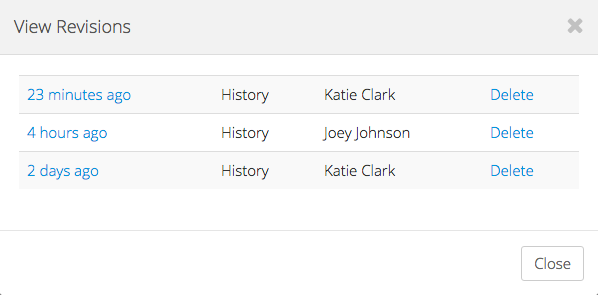 View Revisions
23 minutes ago History Katie Clark Delete
4 hours ago History Joey Johnson Delete
2 days ago History Katie Clark Delete
Close